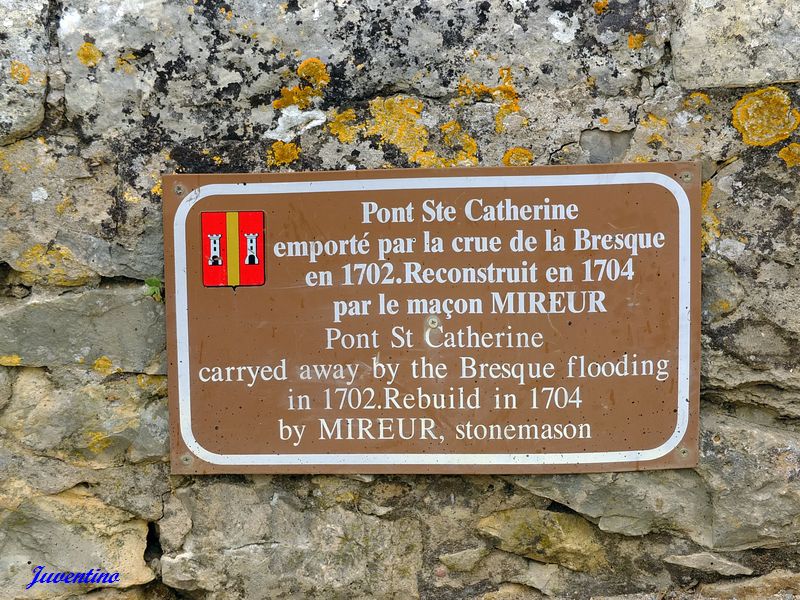 Pont Ste Catherine
emporté par la crue de la Bresque
en 1702.Reconstruit en 1704
par le maçon MIREUR
Pont St Catherine
carryed away by the Bresque flooding
in 1702.Rebuild in 1704
by MIREUR, stonemason
Juventino